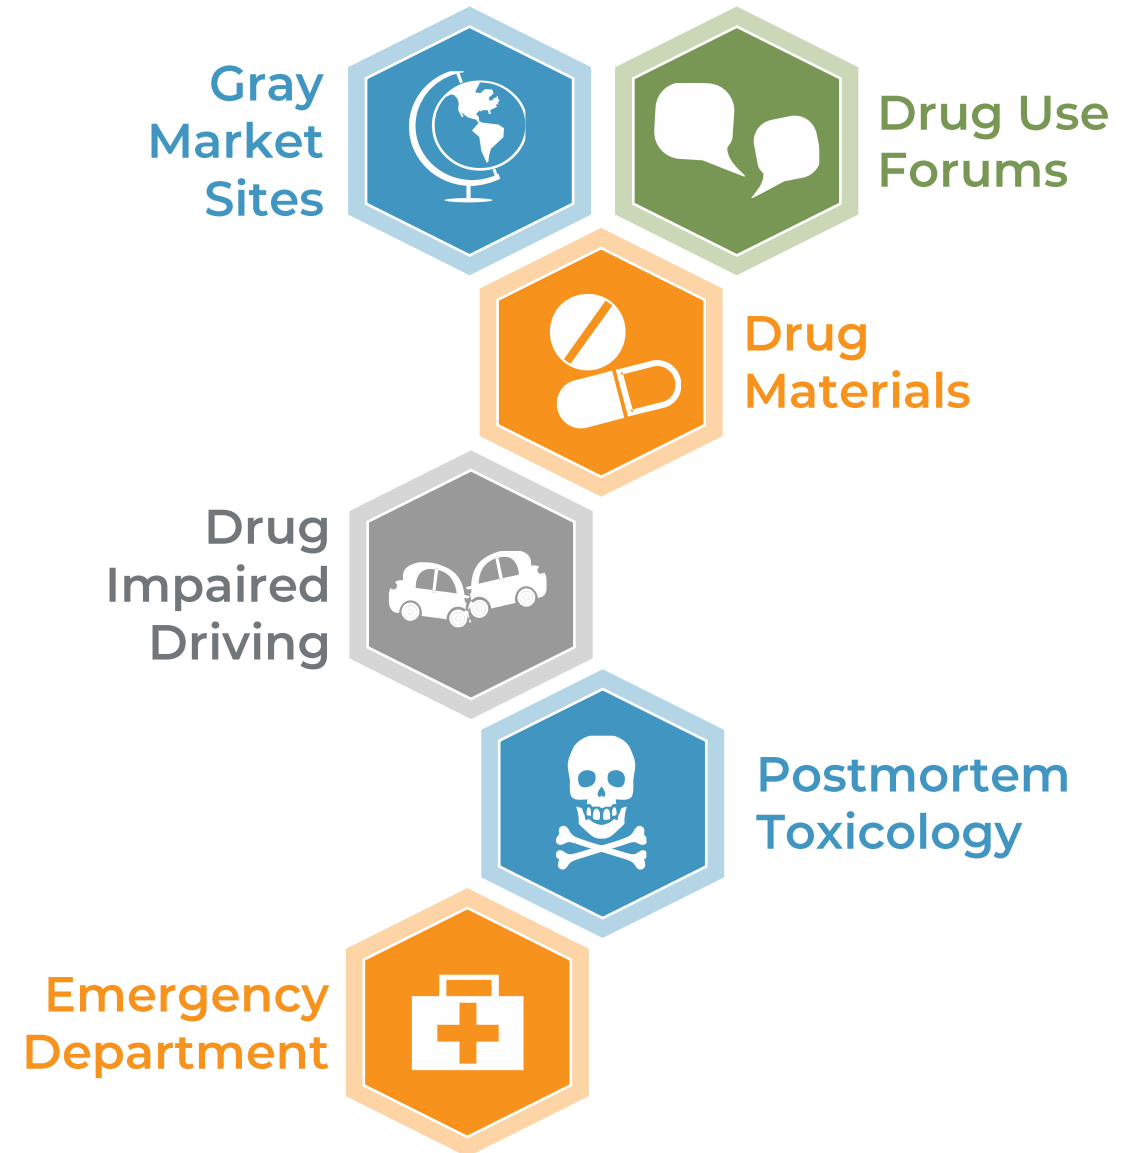 Gray
Market
Sites
Drug Use
Forums
Drug
Materials
Drug
Impaired
Driving
Postmortem
Toxicology
Emergency
Department